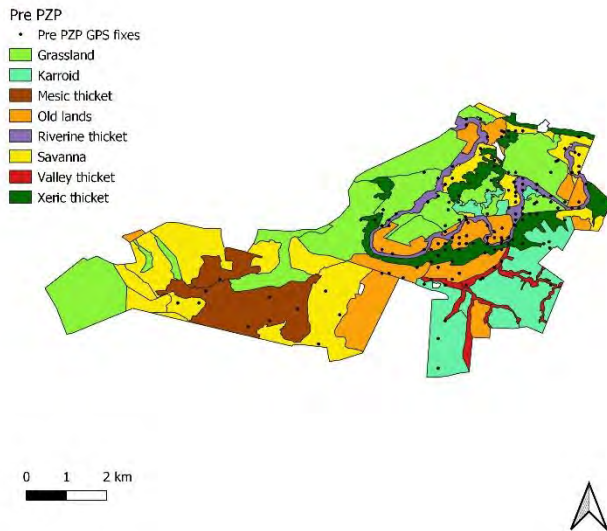 Pre PZP
Pre PZP GPS fixes
Grassland
Karroid
Mesic thicket
Old lands
Riverine thicket
Savanna
Valley thicket
Xeric thicket
0 1 2 km